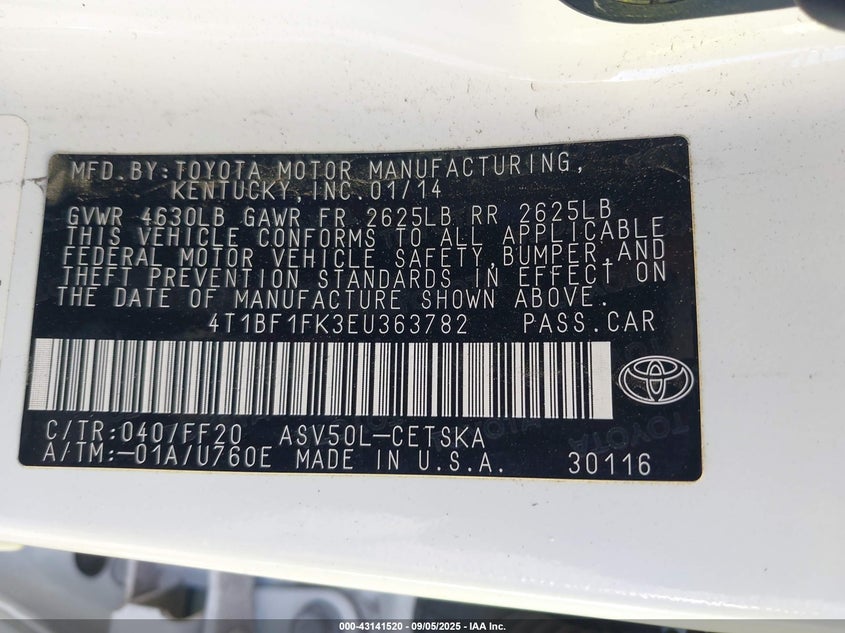 MFD.BY:TOYOTA MOTOR MANUFACTURING,
KENTUCKY,INC.01/14
GVWR 4630LB GAWR FR 2625LB RR 2625LB
THIS VEHICLE CONFORMS TO ALL APPLICABLE
FEDERAL MOTOR VEHICLE SAFETY,BUMPER,AND
THEFT PREVENTION STANDARDS IN EFFECT ON
THE DATE OF MANUFACTURE SHOWN ABOVE.
4T1BF1FK3EU363782 PASS.CAR
C/TR:040/FF20 ASV50L-CETSKA
A/TM:-01A/U760E MADE IN U.S.A. 30116
000-43141520 - 09/05/2025 - IAA Inc.